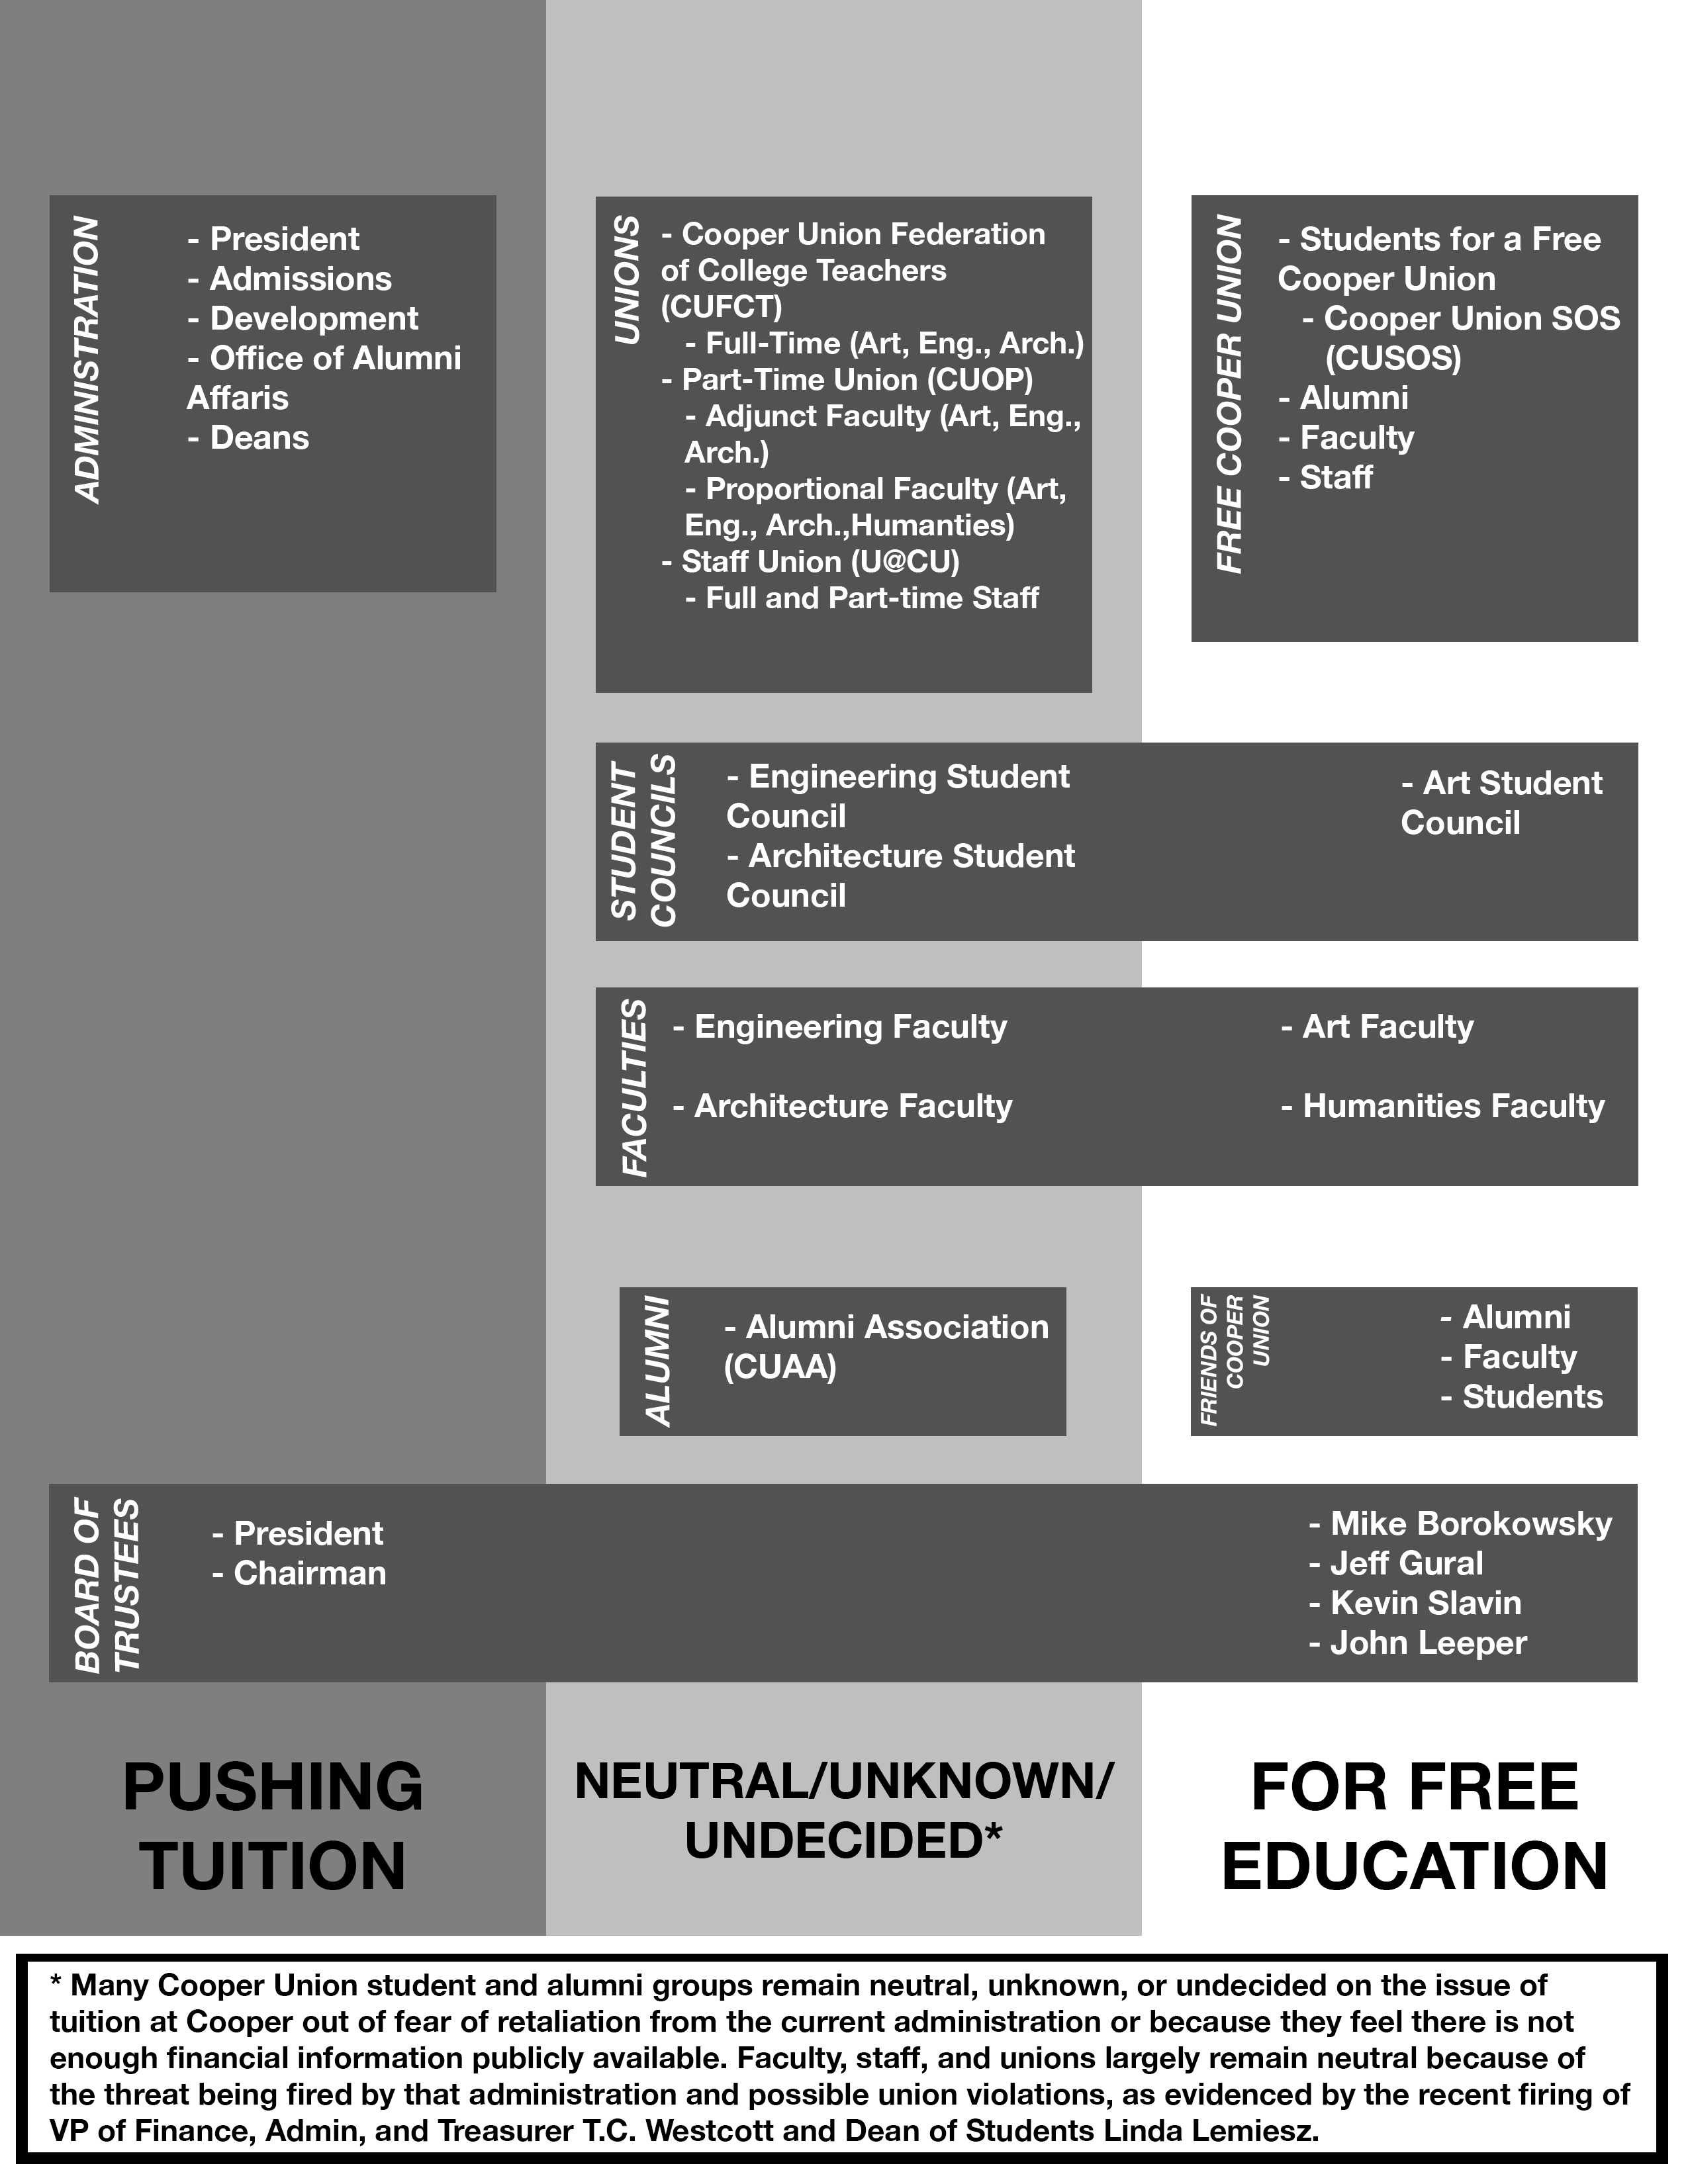 ADMINISTRATION
- President
- Admissions
- Development
- Office of Alumni
Affaris
- Deans
UNIONS
- Cooper Union Federation
of College Teachers
(CUFCT)
- Full-Time (Art, Eng., Arch.)
- Part-Time Union (CUOP)
- Adjunct Faculty (Art, Eng.,
Arch.)
- Proportional Faculty (Art,
Eng., Arch.,Humanties)
- Staff Union (U@CU)
- Full and Part-time Staff
FREE COOPER UNION
- Students for a Free
Cooper Union
- Cooper Union SOS
(CUSOS)
- Alumni
- Faculty
- Staff
STUDENT
COUNCILS
- Engineering Student
Council
- Architecture Student
Council
- Art Student
Council
FACULTIES
- Engineering Faculty
- Architecture Faculty
- Art Faculty
- Humanities Faculty
ALUMNI
- Alumni Association
(CUAA)
FRIENDS OF
COOPER
UNION
- Alumni
- Faculty
- Students
BOARD OF
TRUSTEES
- President
- Chairman
- Mike Borokowsky
- Jeff Gural
- Kevin Slavin
- John Leeper
PUSHING
TUITION
NEUTRAL/UNKNOWN/
UNDECIDED*
FOR FREE
EDUCATION
* Many Cooper Union student and alumni groups remain neutral, unknown, or undecided on the issue of
tuition at Cooper out of fear of retaliation from the current administration or because they feel there is not
enough financial information publicly available. Faculty, staff, and unions largely remain neutral because of
the threat being fired by that administration and possible union violations, as evidenced by the recent firing of
VP of Finance, Admin, and Treasurer T.C. Westcott and Dean of Students Linda Lemiesz.